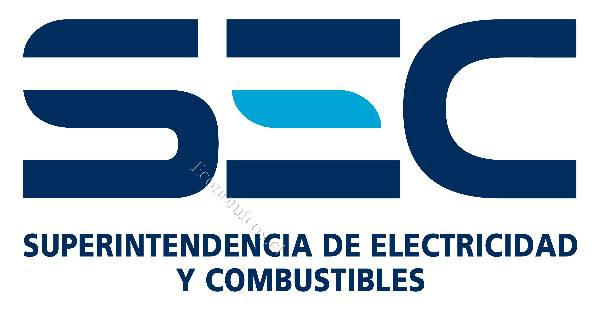 SEC
SUPERINTENDENCIA DE ELECTRICIDAD
Y COMBUSTIBLES